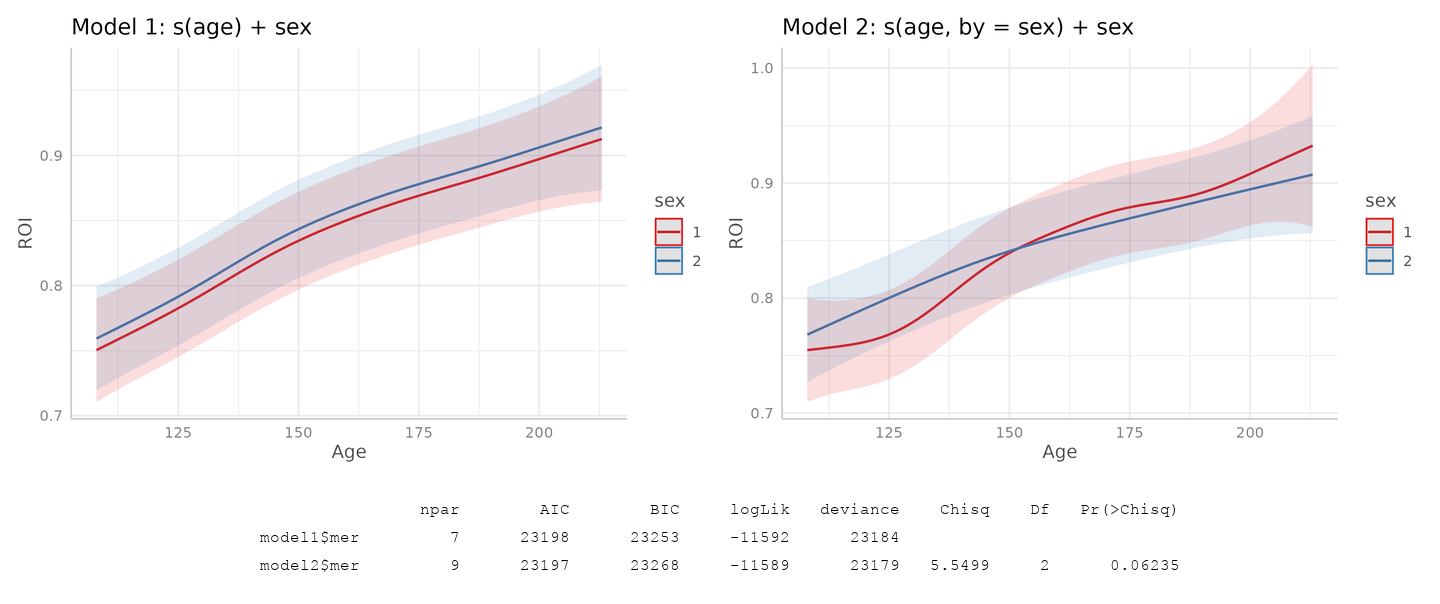 Model 1: s(age) + sex
0.9
0.8
0.7
ROI
125 150 175 200
Age
sex
1
2
Model 2: s(age, by = sex) + sex
1.0
0.9
0.8
0.7
ROI
125 150 175 200
Age
sex
1
2
npar AIC BIC logLik deviance Chisq Df Pr(>Chisq)
model1$mer 7 23198 23253 -11592 23184
model2$mer 9 23197 23268 -11589 23179 5.5499 2 0.06235